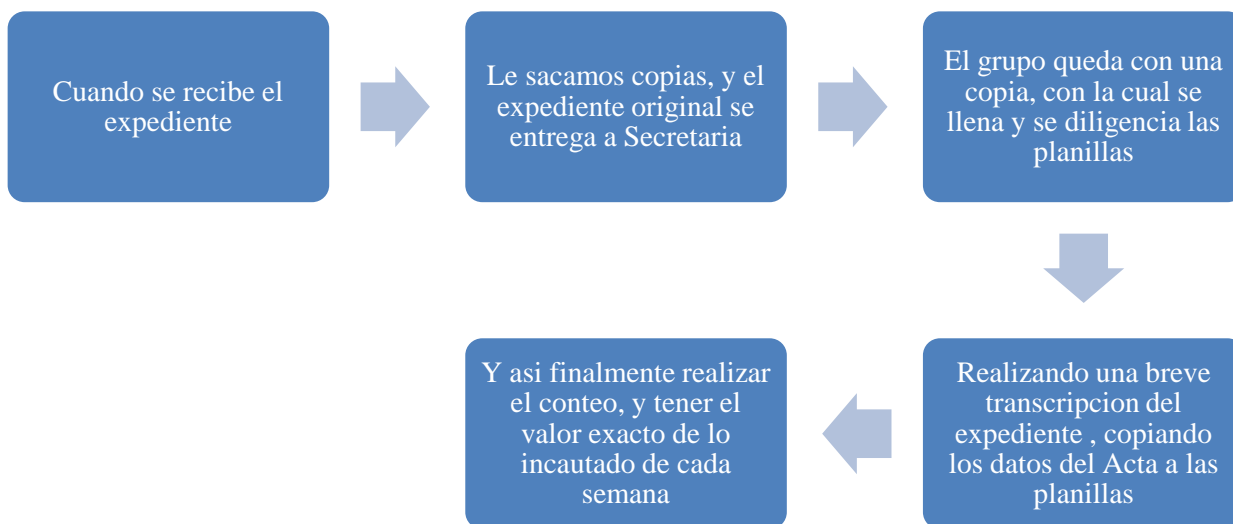 Cuando se recibe el
expediente
Le sacamos copias, y el
expediente original se
entrega a Secretaria
El grupo queda con una
copia, con la cual se
llena y se diligencia las
planillas
Realizando una breve
transcripcion del
expediente , copiando
los datos del Acta a las
planillas
Y asi finalmente realizar
el conteo, y tener el
valor exacto de lo
incautado de cada
semana